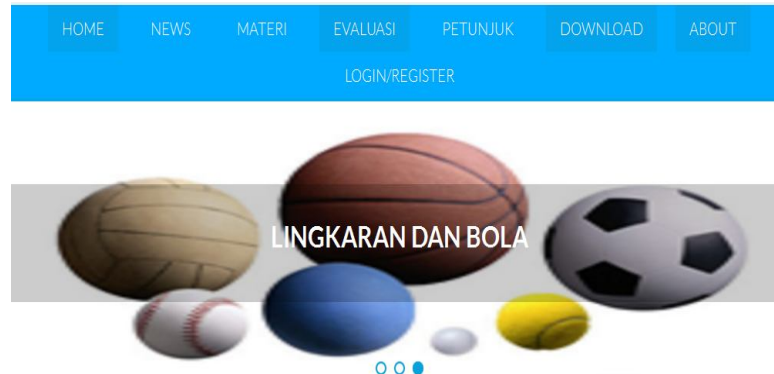 HOME NEWS MATERI EVALUASI PETUNJUK DOWNLOAD ABOUT
LOGIN/REGISTER
LINGKARAN DAN BOLA